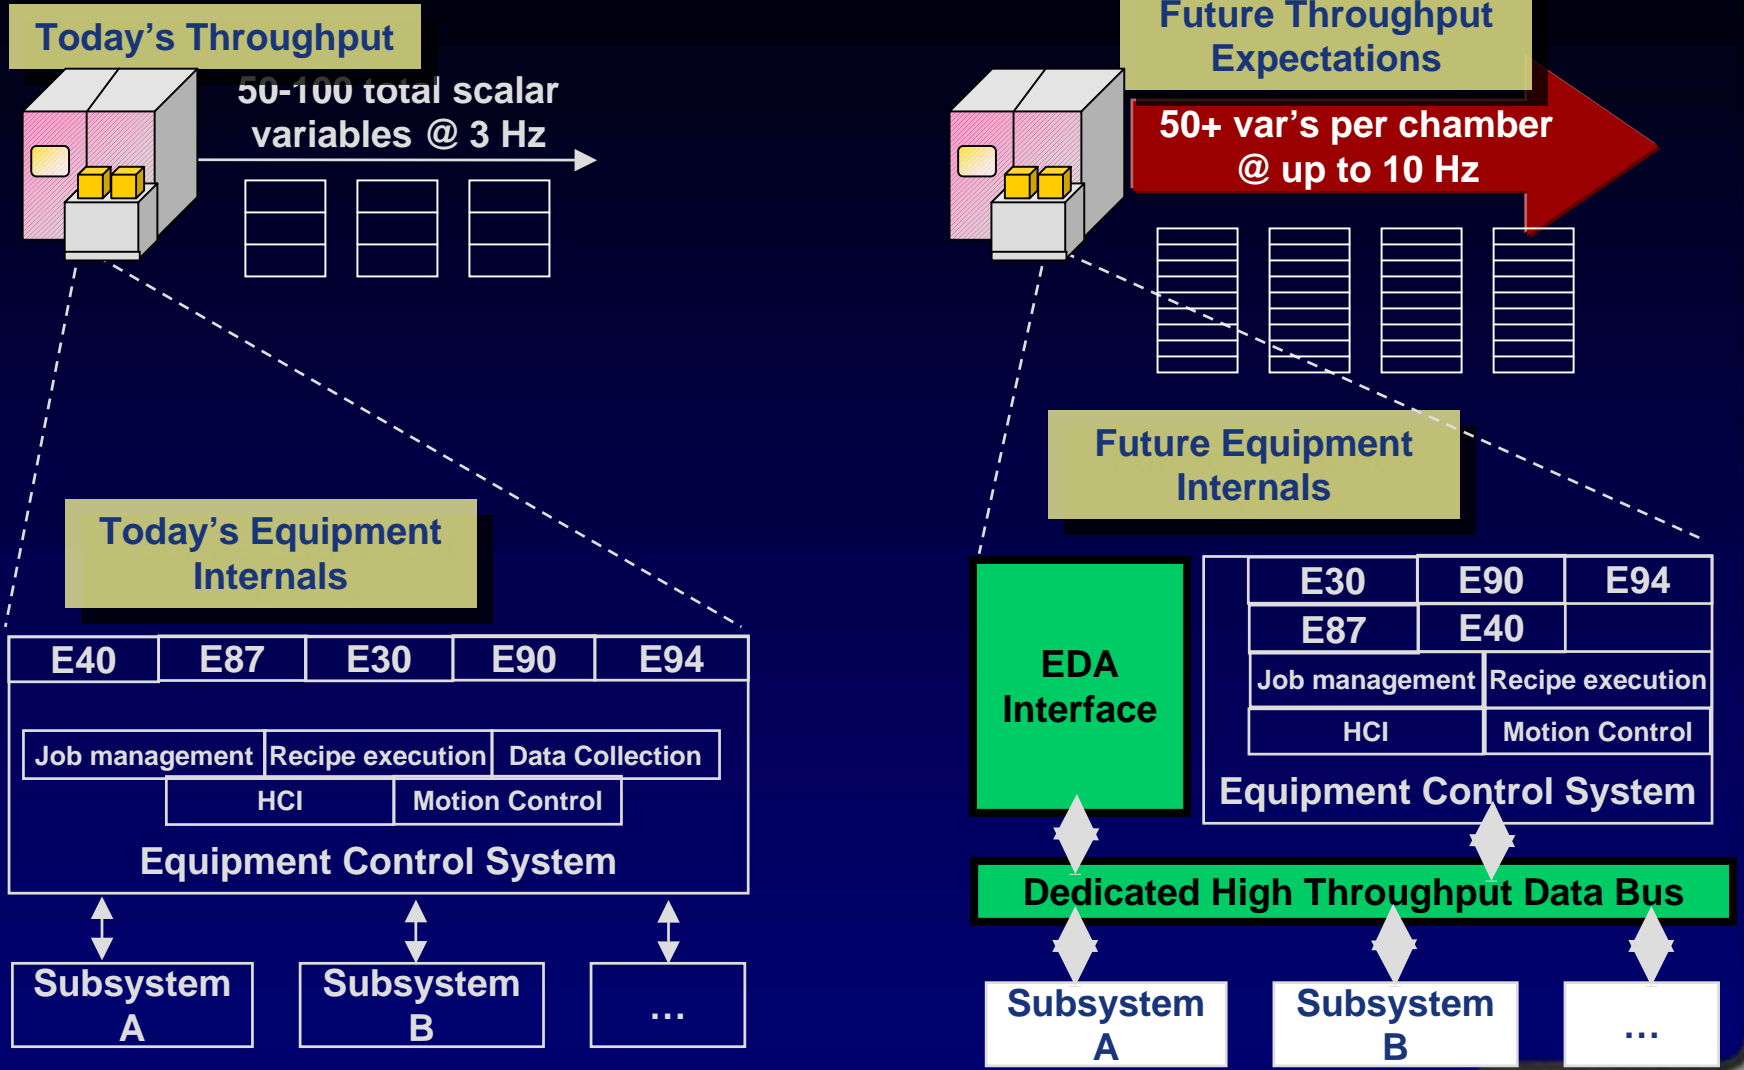 Today’s Throughput
50-100 total scalar
variables @ 3 Hz
Today’s Equipment
Internals
E40 E87 E30 E90 E94
Job management Recipe execution Data Collection
HCI Motion Control
Equipment Control System
Subsystem
A
Subsystem
B
…
Future Throughput
Expectations
50+ var’s per chamber
@ up to 10 Hz
Future Equipment
Internals
EDA
Interface
E30 E90 E94
E87 E40
Job management Recipe execution
HCI Motion Control
Equipment Control System
Dedicated High Throughput Data Bus
Subsystem
A
Subsystem
B
…